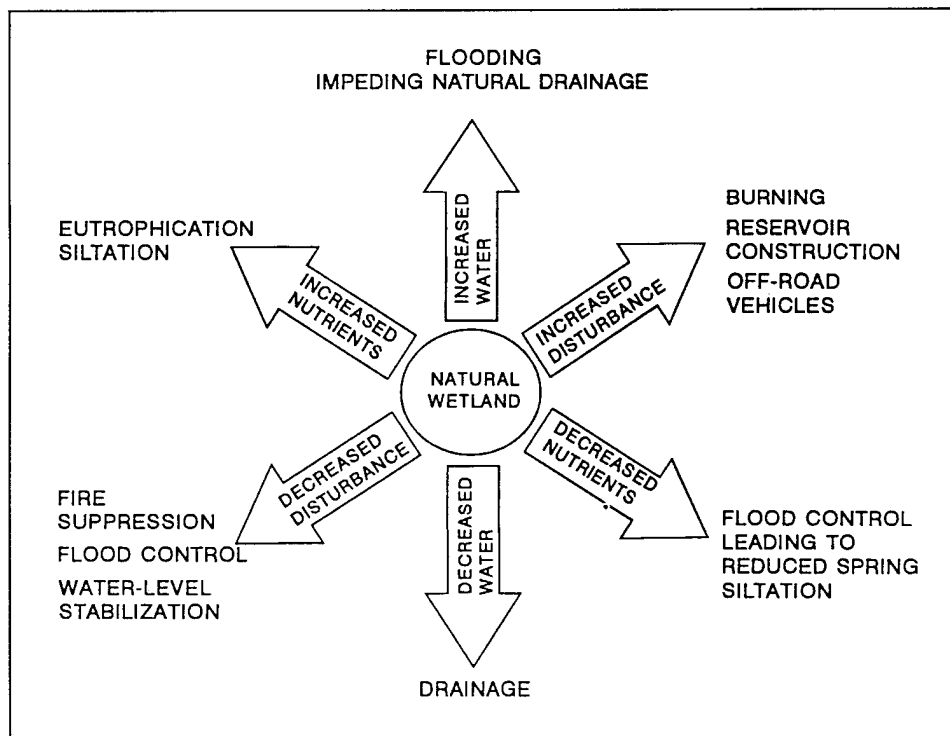 FLOODING
IMPEDING NATURAL DRAINAGE
INCREASED
WATER
EUTROPHICATION
SILTATION
INCREASED
NUTRIENTS
BURNING
RESERVOIR
CONSTRUCTION
OFF-ROAD
VEHICLES
INCREASED
DISTURBANCE
NATURAL
WETLAND
FIRE
SUPPRESSION
FLOOD CONTROL
WATER-LEVEL
STABILIZATION
DECREASED
DISTURBANCE
DECREASED
WATER
DRAINAGE
DECREASED
NUTRIENTS
FLOOD CONTROL
LEADING TO
REDUCED SPRING
SILTATION